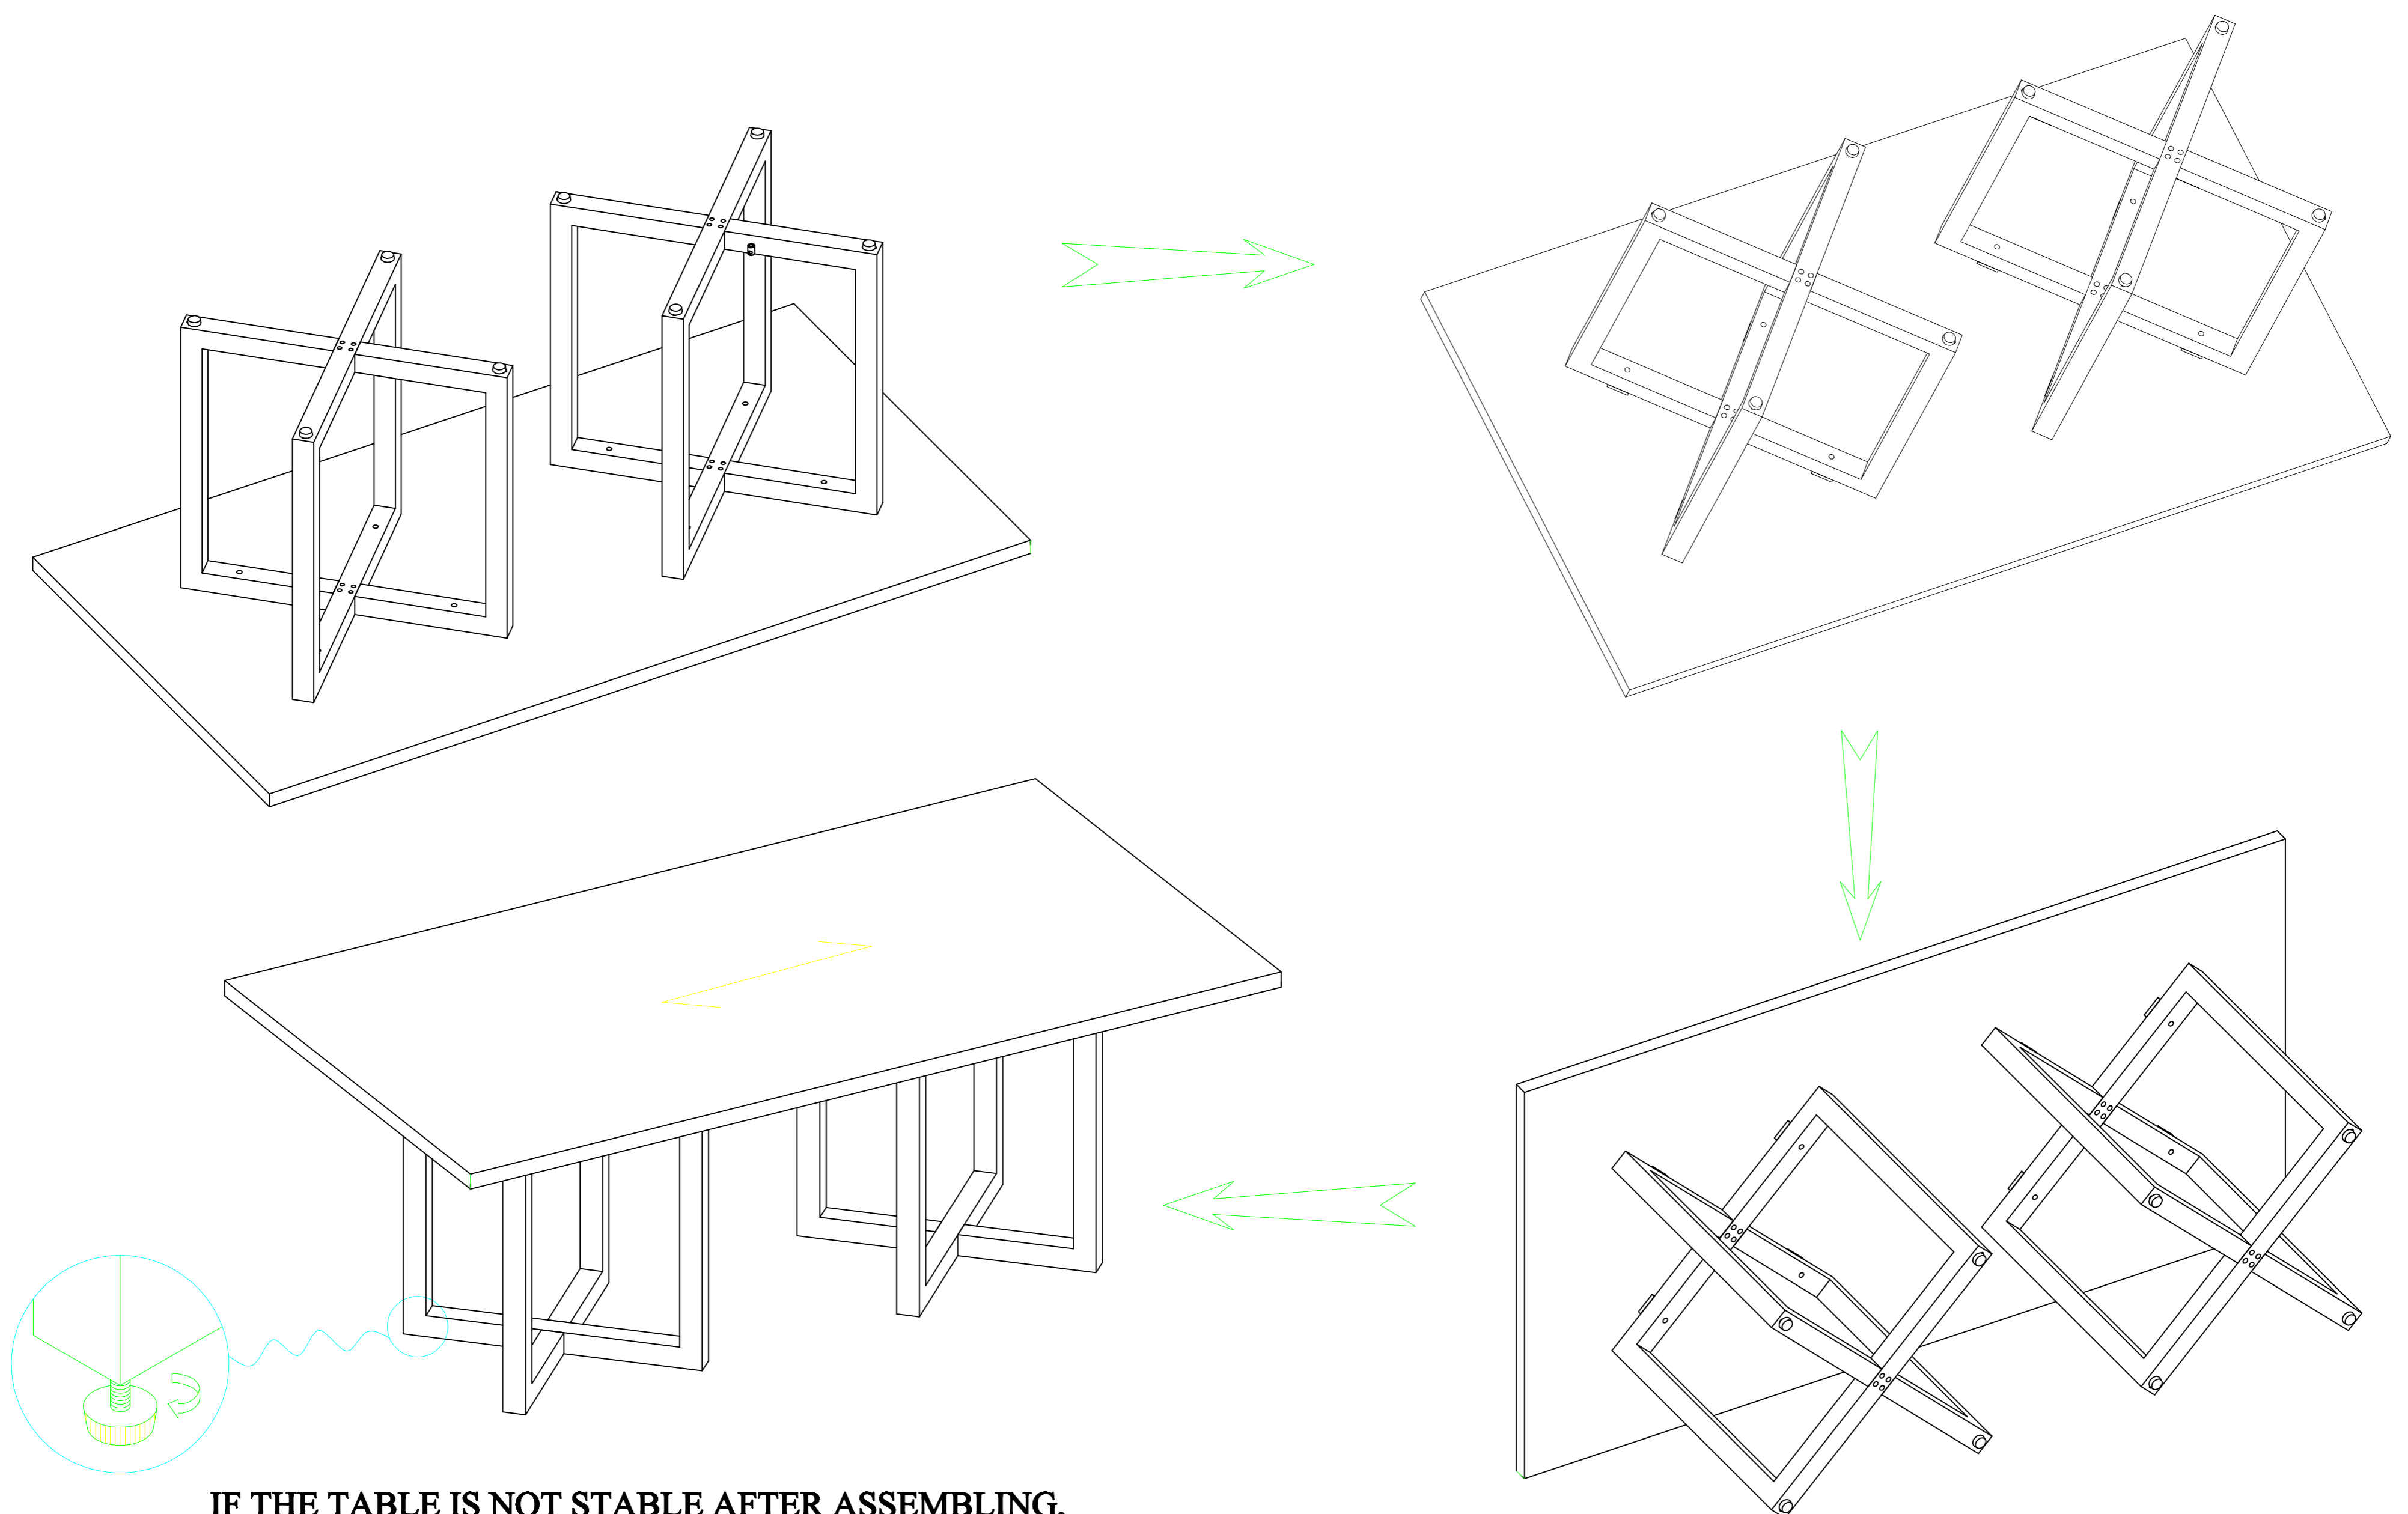 IF THE TABLE IS NOT STABLE AFTER ASSEMBLING,